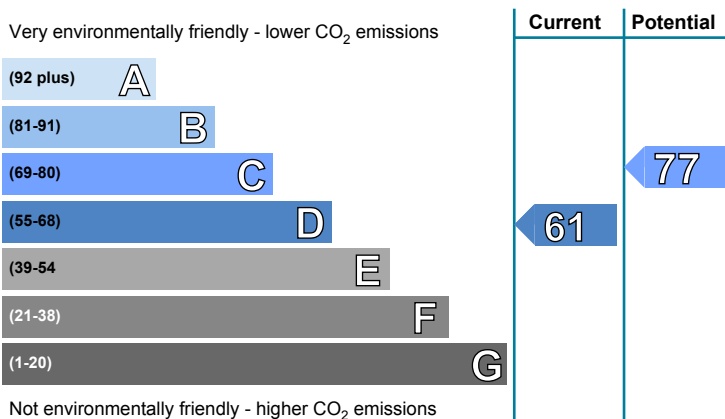 Very environmentally friendly - lower CO₂ emissions
Current
Potential
(92 plus) A
(81-91) B
(69-80) C
77
(55-68) D
61
(39-54 E
(21-38) F
(1-20) G
Not environmentally friendly - higher CO₂ emissions